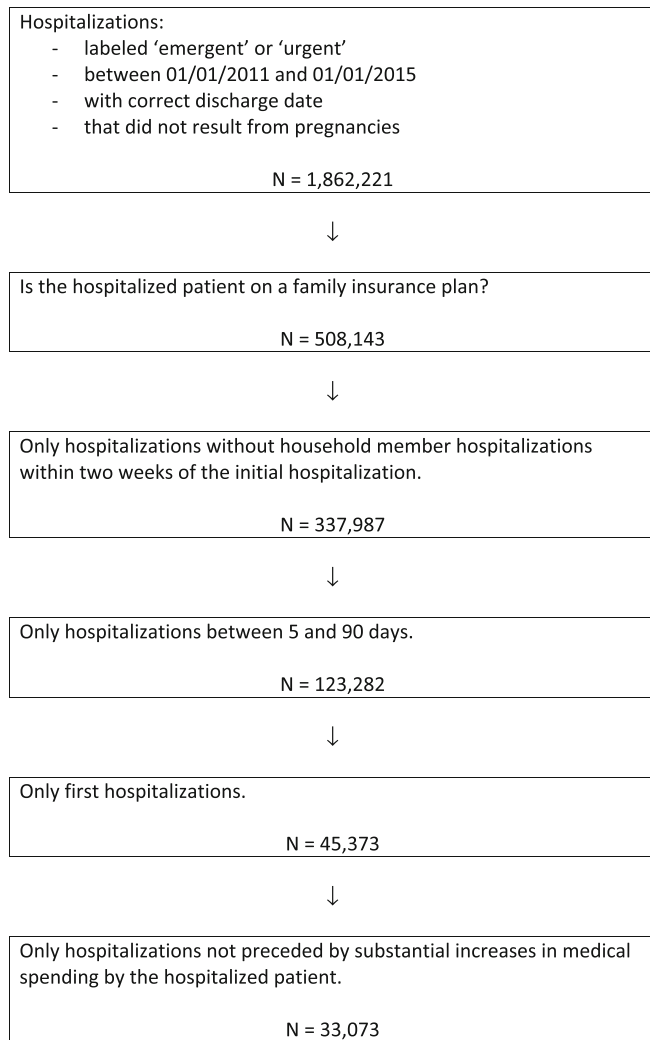 Hospitalizations:
- labeled ‘emergent’ or ‘urgent’
- between 01/01/2011 and 01/01/2015
- with correct discharge date
- that did not result from pregnancies
N = 1,862,221
↓
Is the hospitalized patient on a family insurance plan?
N = 508,143
↓
Only hospitalizations without household member hospitalizations
within two weeks of the initial hospitalization.
N = 337,987
↓
Only hospitalizations between 5 and 90 days.
N = 123,282
↓
Only first hospitalizations.
N = 45,373
↓
Only hospitalizations not preceded by substantial increases in medical
spending by the hospitalized patient.
N = 33,073